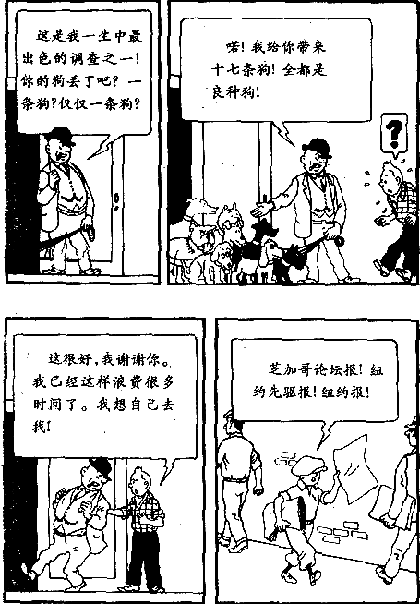 这是我一生中最
出色的调查之一!
你的狗丢了吧? 一
条狗?仅仅一条狗?
喏! 我给你带来
十七条狗! 全都是
良种狗!
?
这很好,我谢谢你。
我已经这样浪费很多
时间了。我想自己去
找!
芝加哥论坛报! 纽
约先驱报! 纽约报!